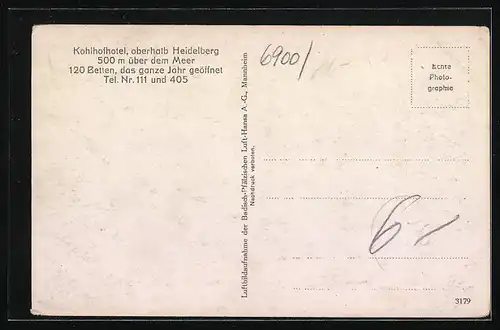 Kohlhofhotel, oberhalb Heidelberg
500 m über dem Meer
120 Betten, das ganze Jahr geöffnet
Tel. Nr. 111 und 405
6900/
Luftbildaufnahme der Badisch-Pfälzischen Luft-Hansa A.-G., Mannheim
Nachdruck verboten.
Echte
Photo-
graphie
6,-
3179